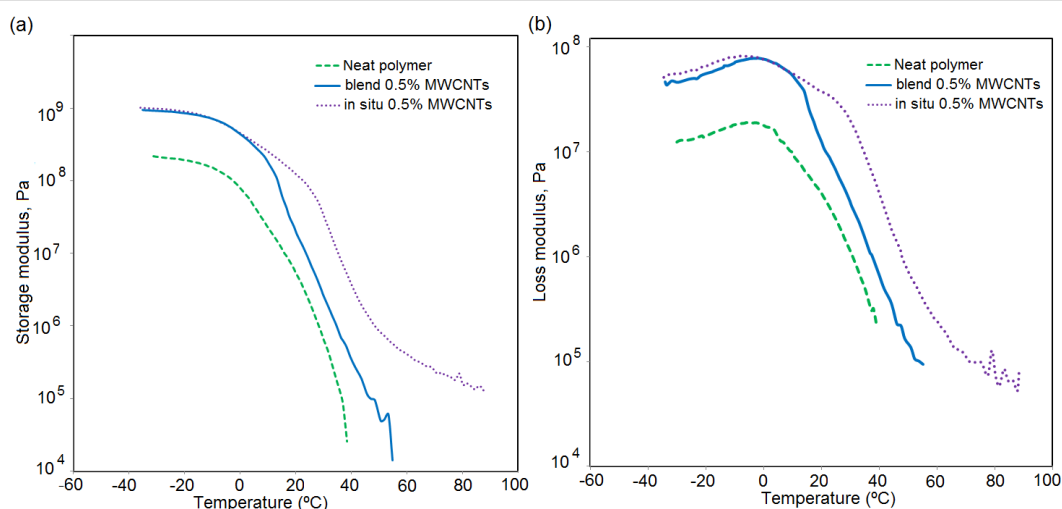 (a)
Neat polymer
blend 0.5% MWCNTs
in situ 0.5% MWCNTs
Storage modulus, Pa
10^9
10^8
10^7
10^6
10^5
10^4
-60 -40 -20 0 20 40 60 80 100
Temperature (ºC)
(b)
Neat polymer
blend 0.5% MWCNTs
in situ 0.5% MWCNTs
Loss modulus, Pa
10^8
10^7
10^6
10^5
10^4
-60 -40 -20 0 20 40 60 80 100
Temperature (ºC)